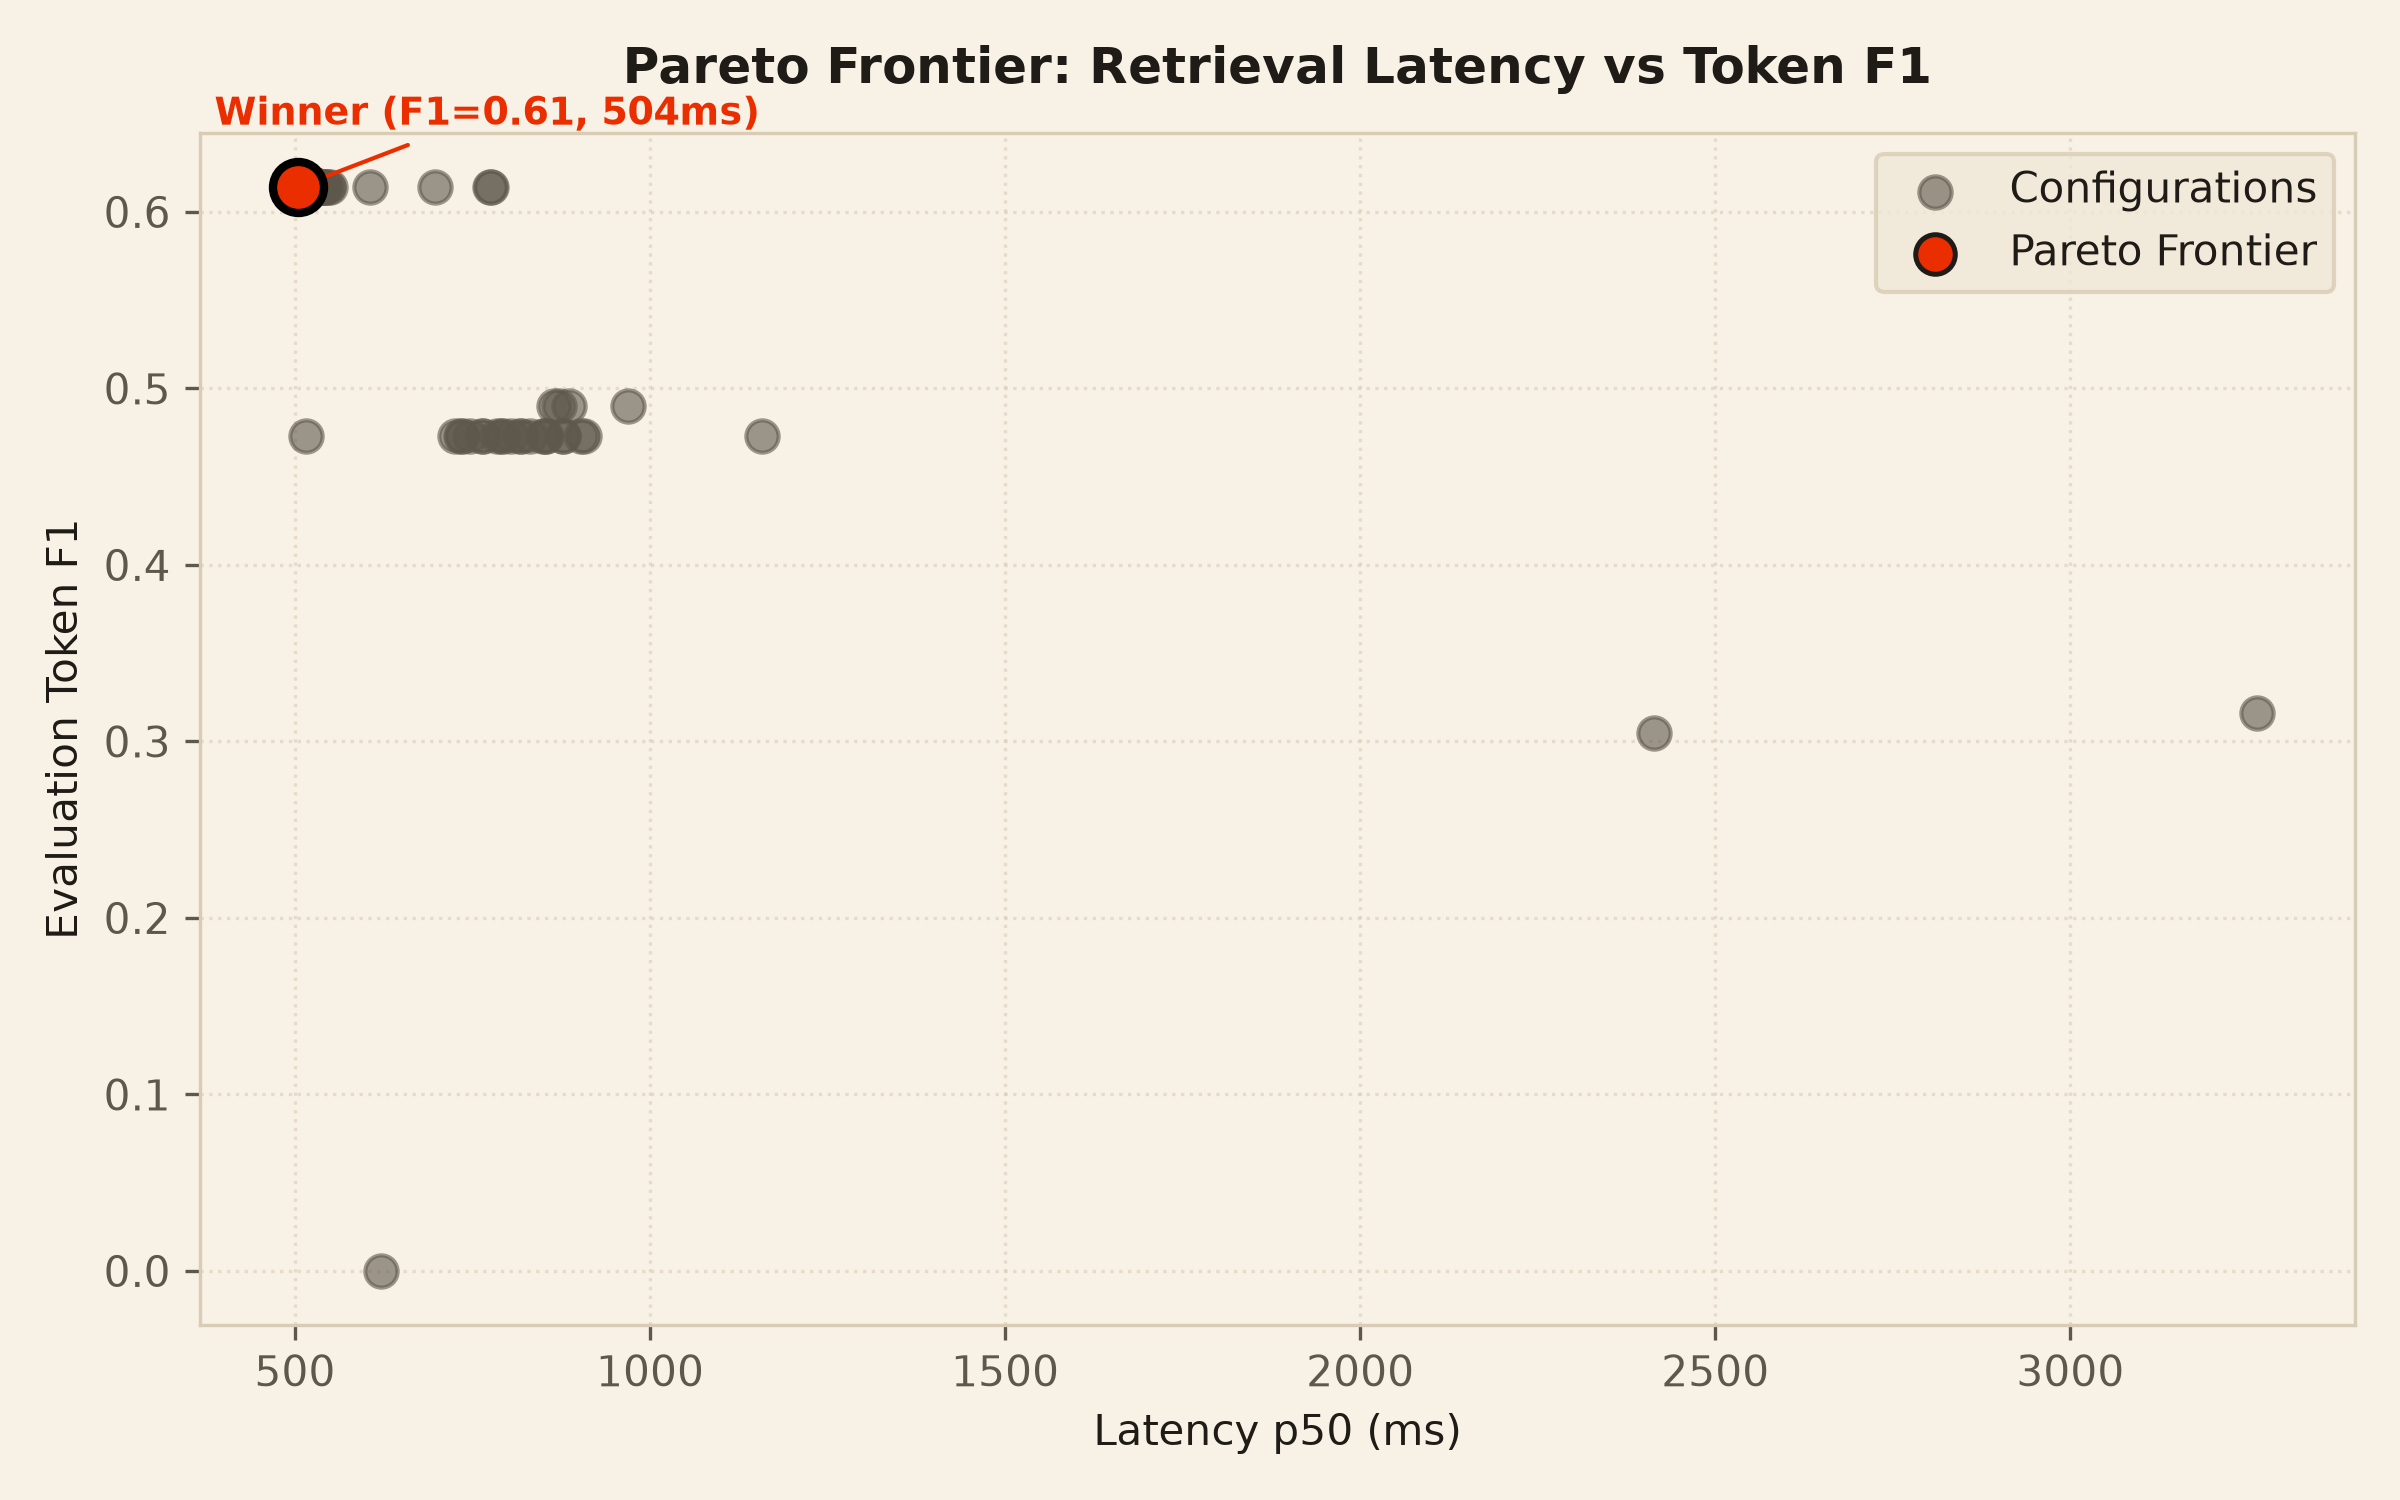 Pareto Frontier: Retrieval Latency vs Token F1
Winner (F1=0.61, 504ms)
Configurations
Pareto Frontier
Evaluation Token F1
0.6
0.5
0.4
0.3
0.2
0.1
0.0
500 1000 1500 2000 2500 3000
Latency p50 (ms)